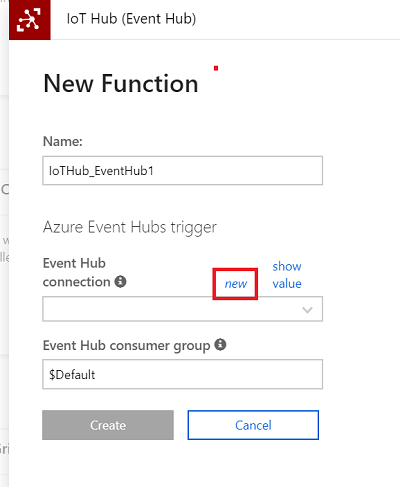 IoT Hub (Event Hub)
New Function
Name:
IoTHub_EventHub1
Azure Event Hubs trigger
Event Hub
connection
new
show
value
Event Hub consumer group
$Default
Create
Cancel